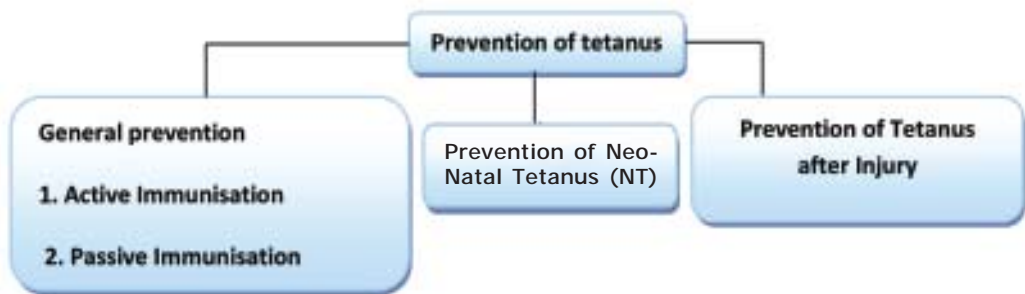 Prevention of tetanus
General prevention
1. Active Immunisation
2. Passive Immunisation
Prevention of Neo-
Natal Tetanus (NT)
Prevention of Tetanus
after Injury